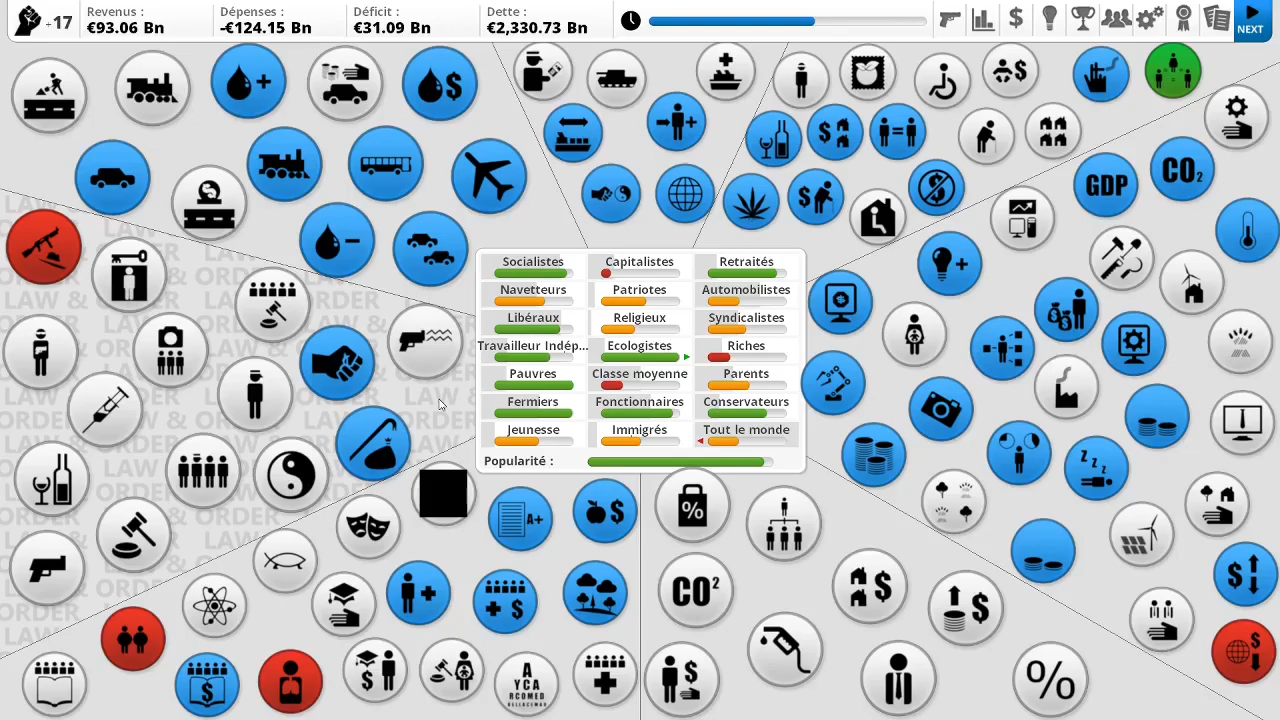 Revenus : Dépenses : Déficit : Dette :
+17 €93.06 Bn -€124.15 Bn €31.09 Bn €2,330.73 Bn
NEXT
GDP CO₂
LAW & ORDER
Socialistes Capitalistes Retraités
Navetteurs Patriotes Automobilistes
Libéraux Religieux Syndicalistes
Travailleur Indép... Ecologistes Riches
Pauvres Classe moyenne Parents
Fermiers Fonctionnaires Conservateurs
Jeunesse Immigrés Tout le monde
Popularité :
A+
CO²
A
YCA
RCOMED
%